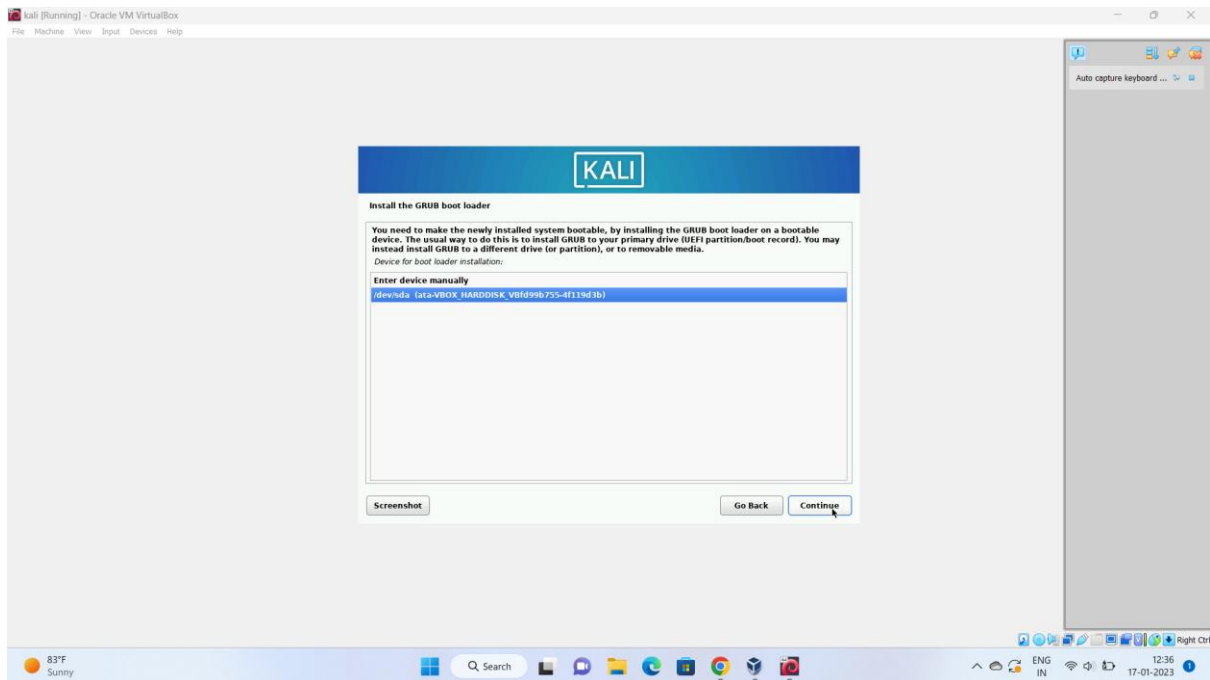 kali [Running] - Oracle VM VirtualBox
File Machine View Input Devices Help
Auto capture keyboard ...
KALI
Install the GRUB boot loader
You need to make the newly installed system bootable, by installing the GRUB boot loader on a bootable
device. The usual way to do this is to install GRUB to your primary drive (UEFI partition/boot record). You may
instead install GRUB to a different drive (or partition), or to removable media.
Device for boot loader installation:
Enter device manually
/dev/sda (ata-VBOX_HARDDISK_VBfd99b755-4f119d3b)
Screenshot
Go Back
Continue
Right Ctrl
83°F
Sunny
Search
ENG
IN
12:36
17-01-2023
1